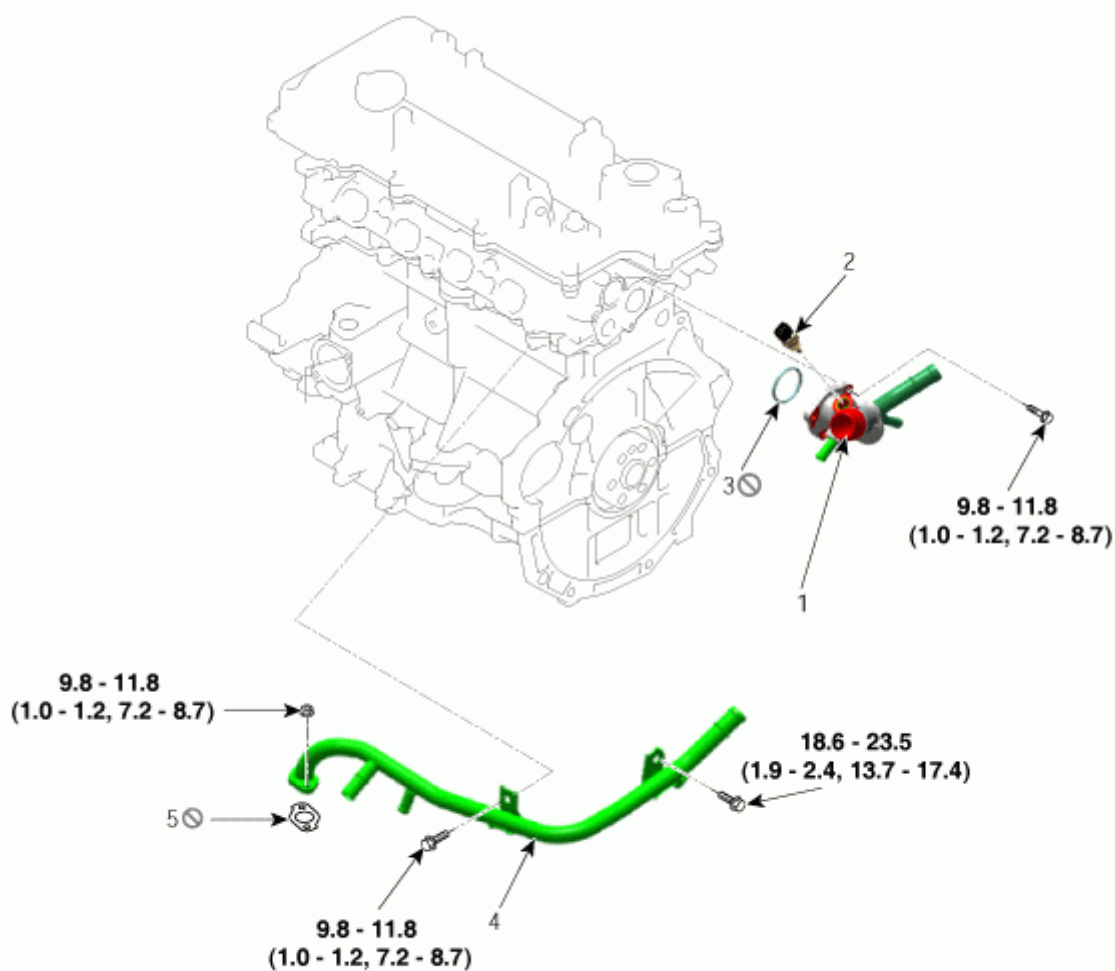 2
3
9.8 - 11.8
(1.0 - 1.2, 7.2 - 8.7)
1
9.8 - 11.8
(1.0 - 1.2, 7.2 - 8.7)
18.6 - 23.5
(1.9 - 2.4, 13.7 - 17.4)
5
4
9.8 - 11.8
(1.0 - 1.2, 7.2 - 8.7)